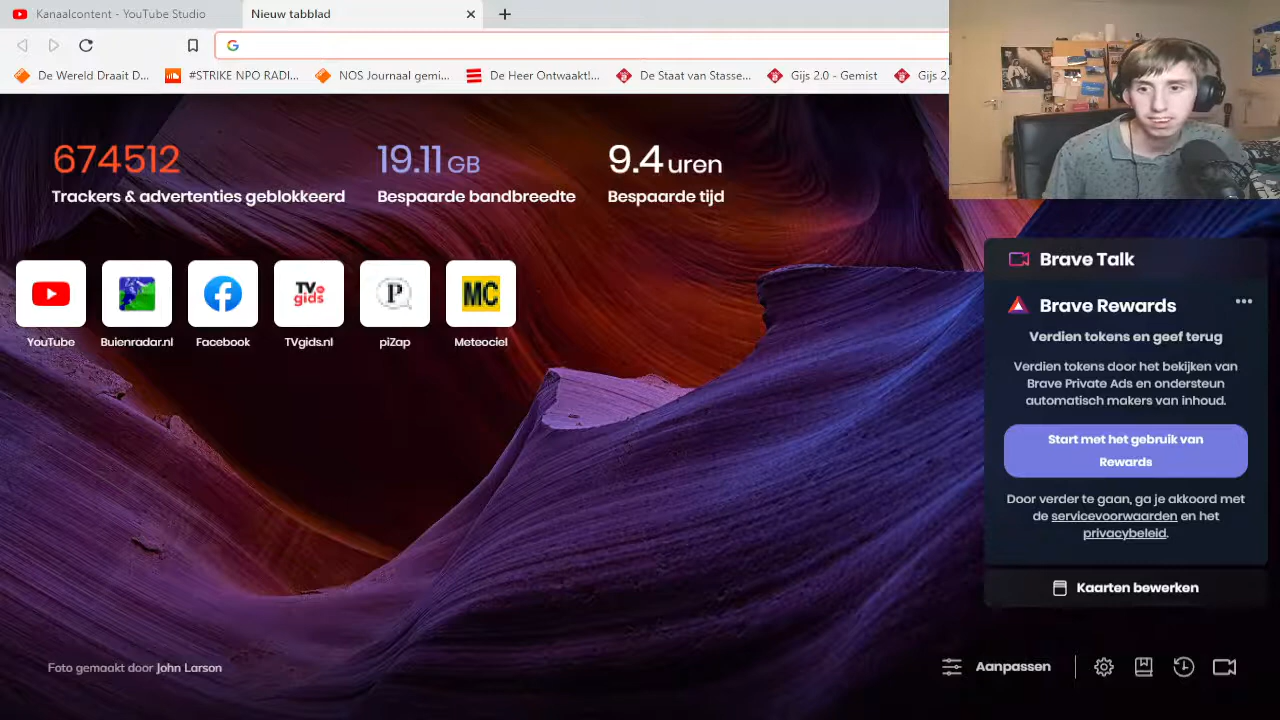 Kanaalcontent - YouTube Studio
Nieuw tabblad
De Wereld Draait D...
#STRIKE NPO RADI...
NOS Journaal gemi...
De Heer Ontwaakt!...
De Staat van Stasse...
Gijs 2.0 - Gemist
Gijs 2.
674512
Trackers & advertenties geblokkeerd
19.11 GB
Bespaarde bandbreedte
9.4 uren
Bespaarde tijd
TV gids
P
MC
YouTube
Buienradar.nl
Facebook
TVgids.nl
piZap
Meteociel
Brave Talk
Brave Rewards
Verdien tokens en geef terug
Verdien tokens door het bekijken van
Brave Private Ads en ondersteun
automatisch makers van inhoud.
Start met het gebruik van
Rewards
Door verder te gaan, ga je akkoord met
de servicevoorwaarden en het
privacybeleid.
Kaarten bewerken
Foto gemaakt door John Larson
Aanpassen